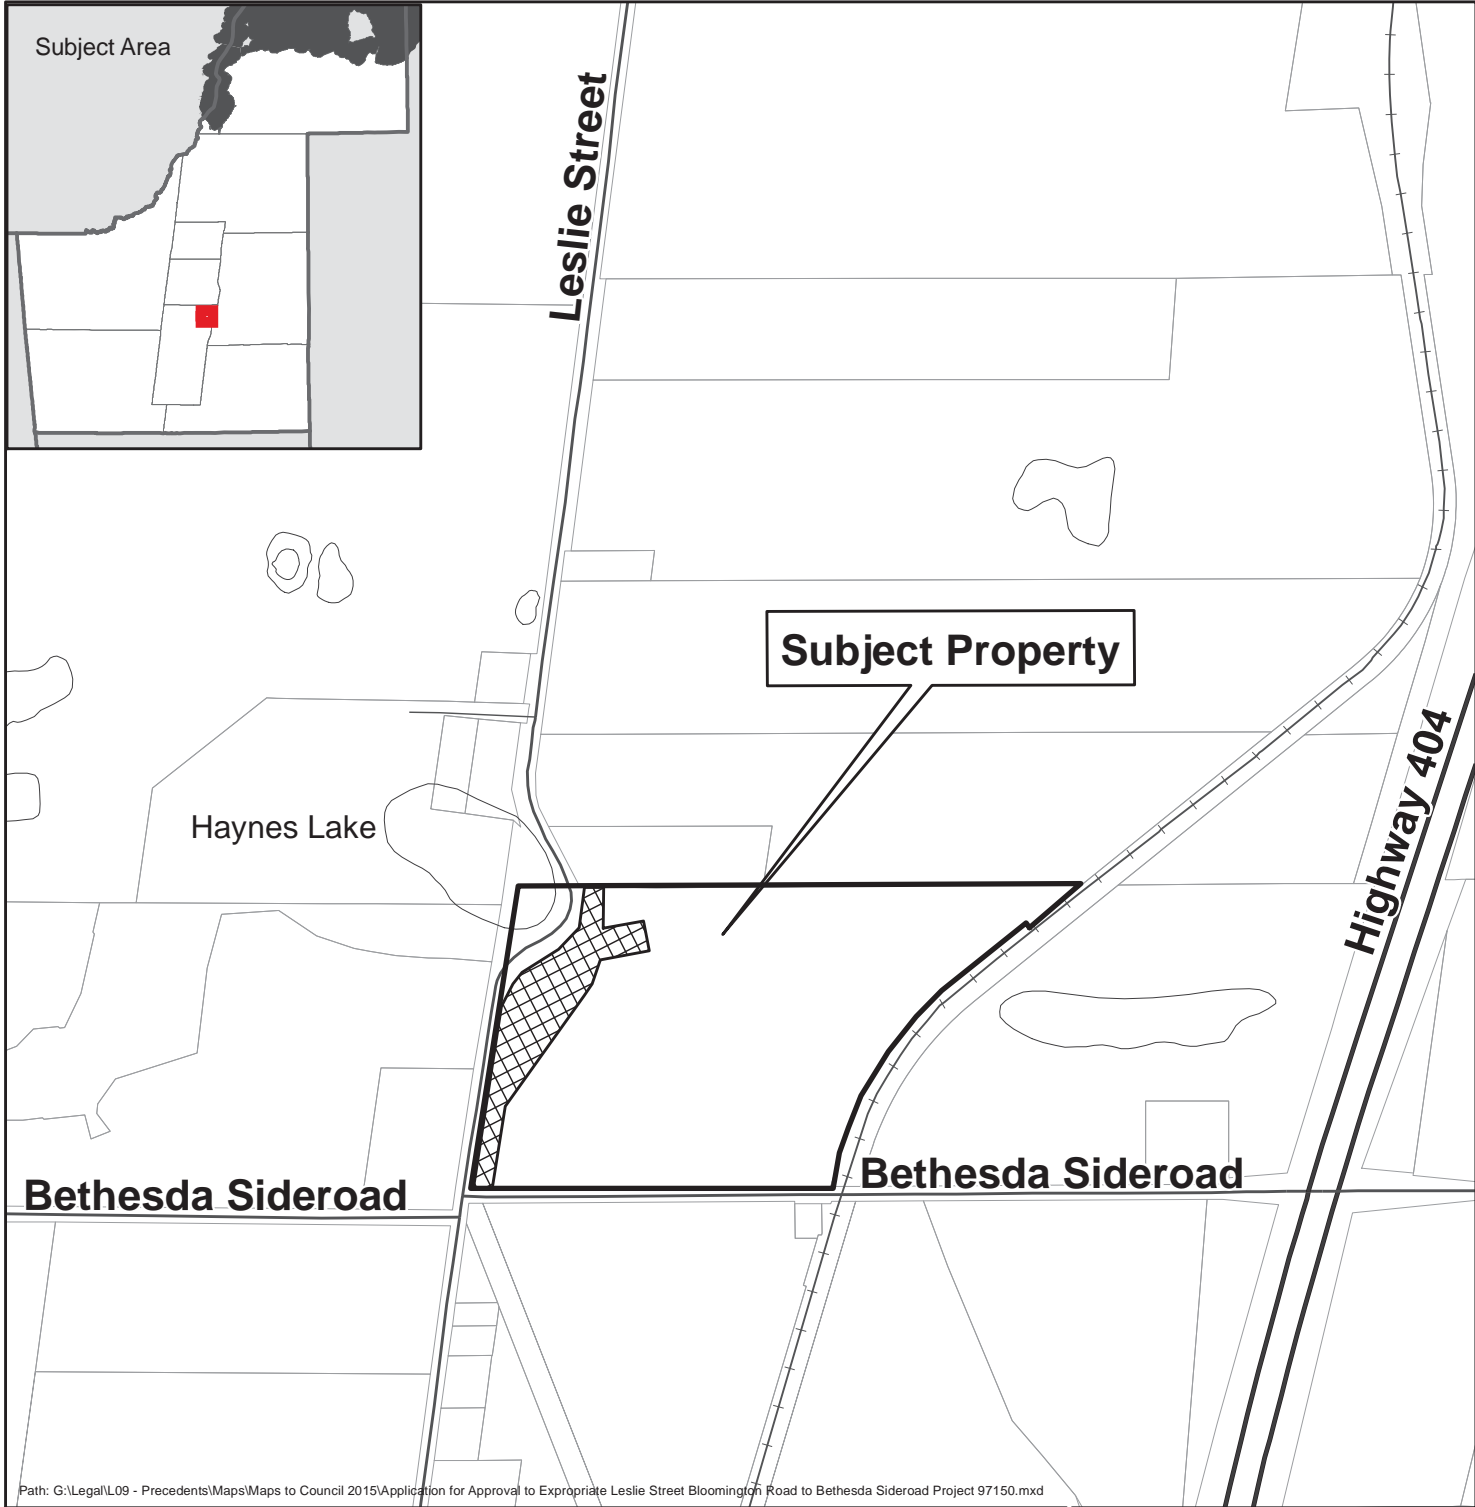 Subject Area
Leslie Street
Subject Property
Highway 404
Haynes Lake
Bethesda Sideroad
Bethesda Sideroad
Path: G:\Legal\L09 - Precedents\Maps\Maps to Council 2015\Application for Approval to Expropriate Leslie Street Bloomington Road to Bethesda Sideroad Project 97150.mxd